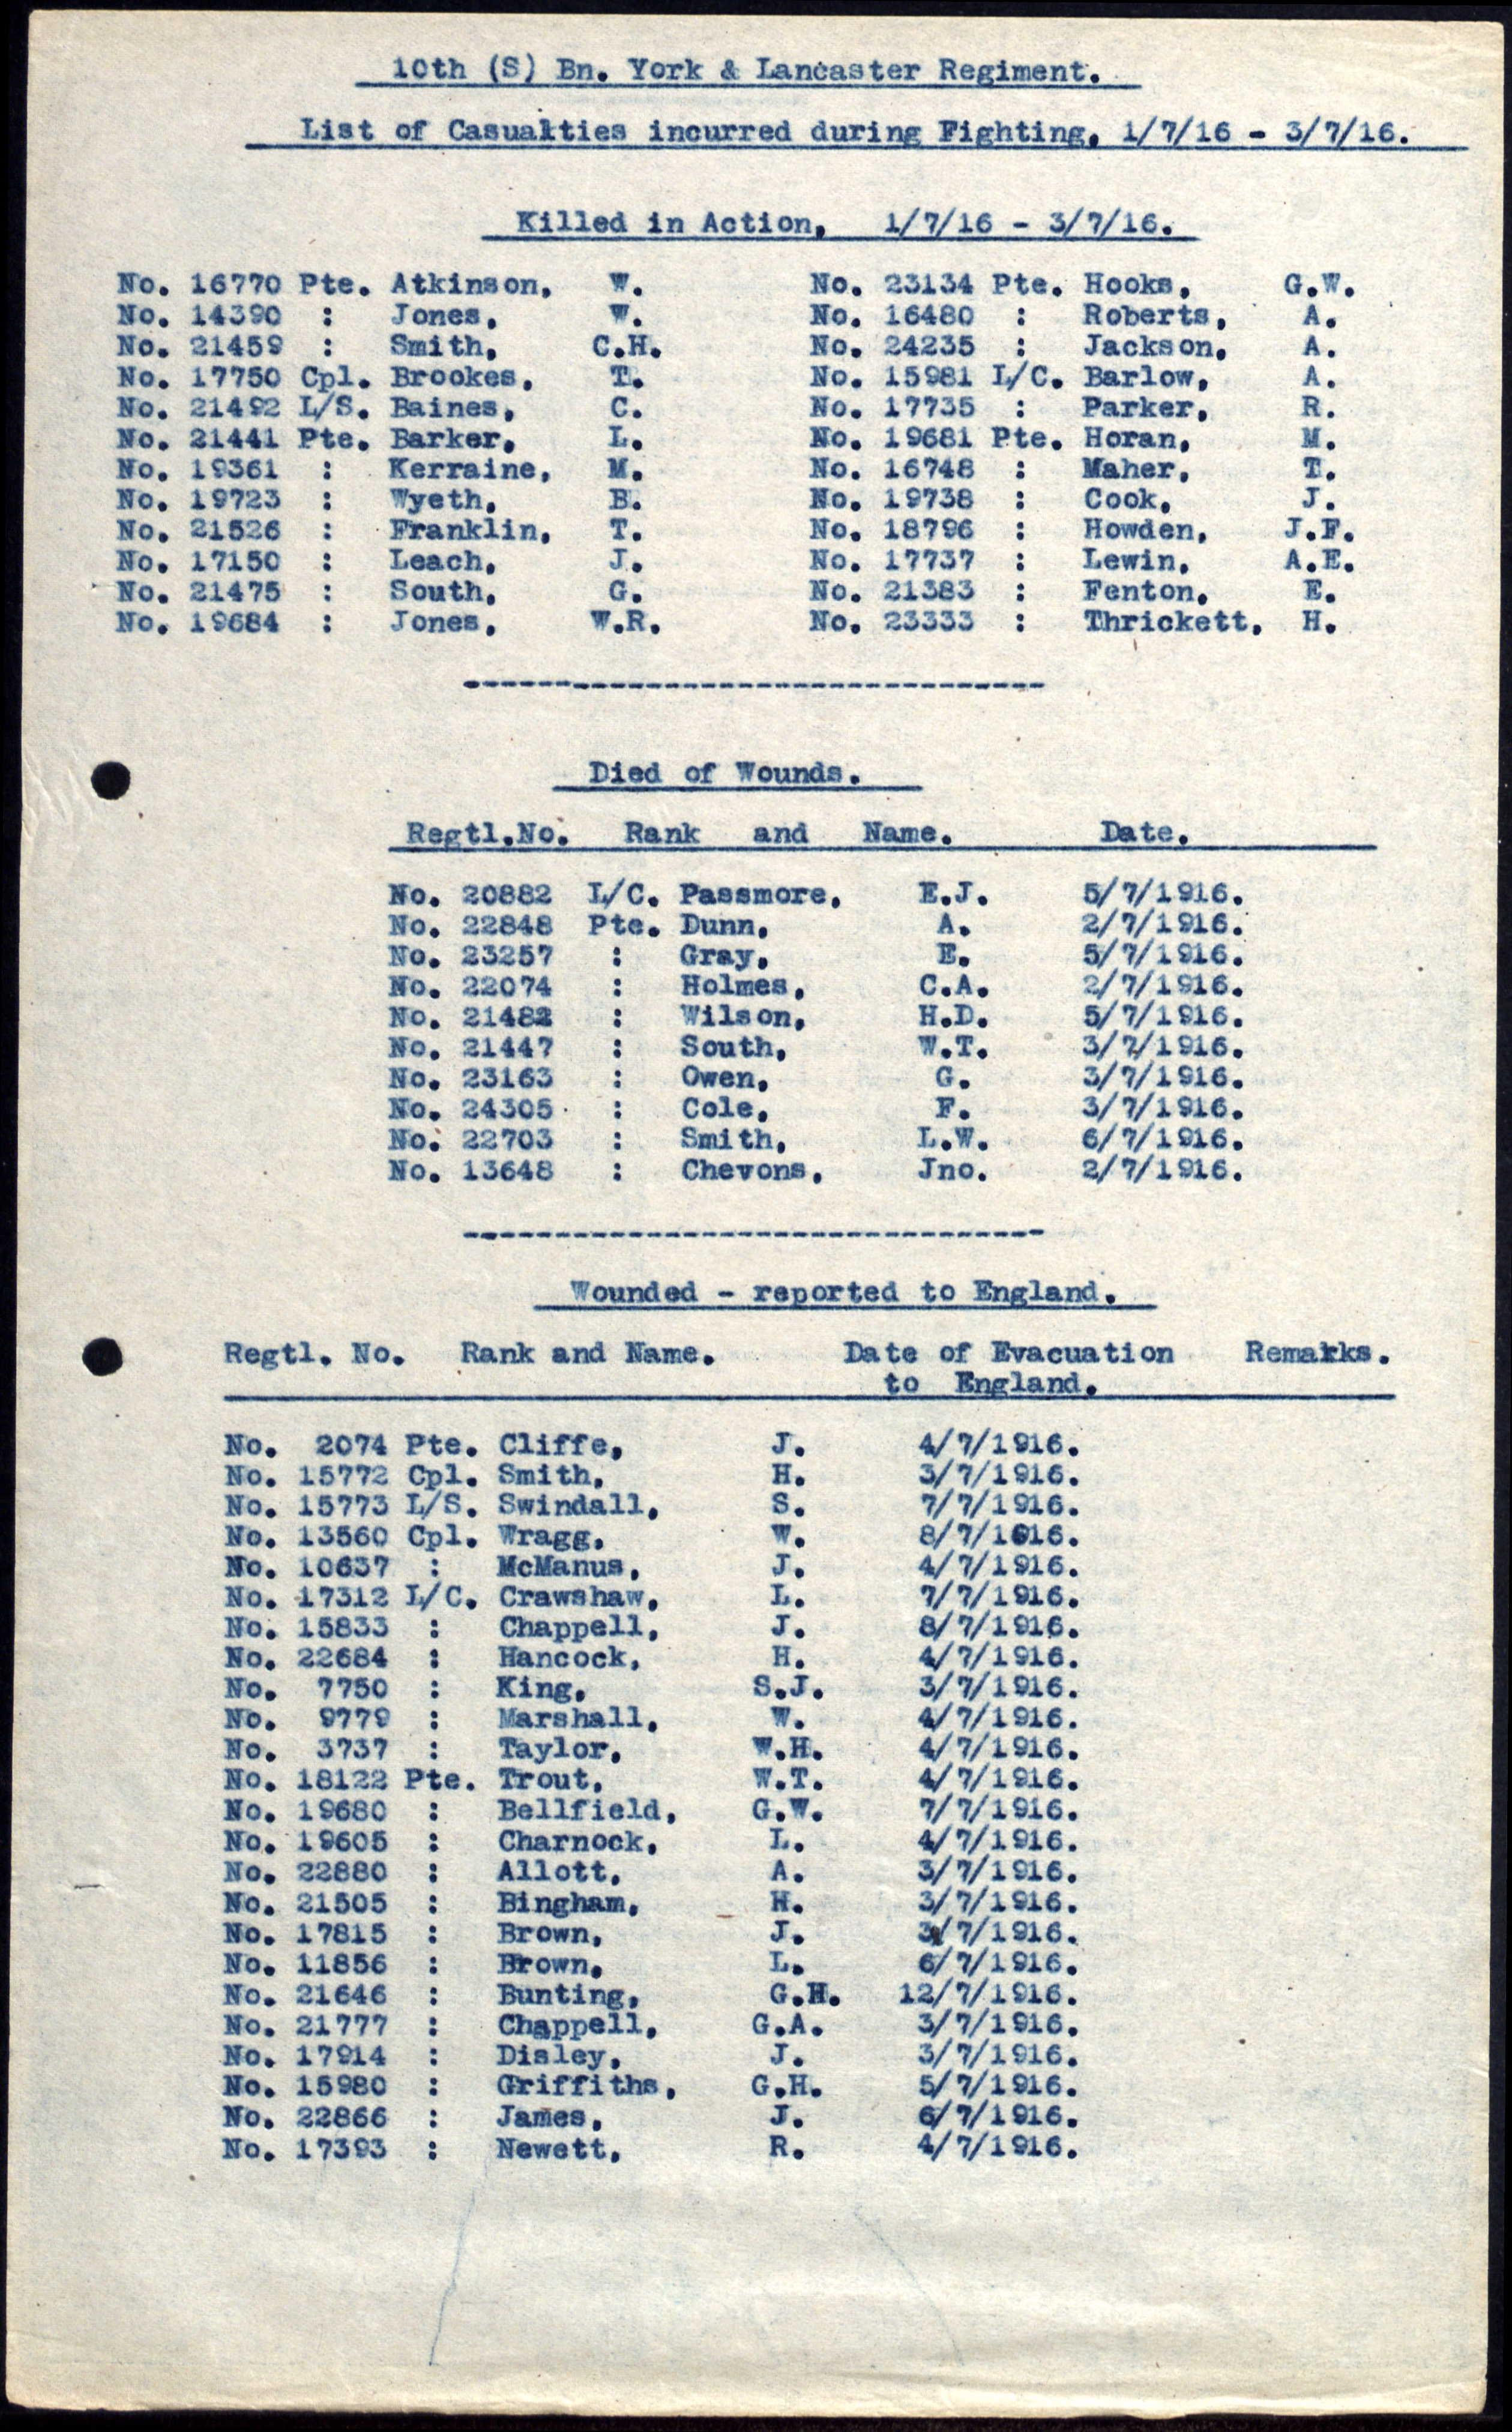 10th (S) Bn. York & Lancaster Regiment.
List of Casualties incurred during Fighting, 1/7/16 - 3/7/16.
Killed in Action, 1/7/16 - 3/7/16.
No. 16770 Pte. Atkinson, W. No. 23134 Pte. Hooks, G.W.
No. 14390 : Jones, W. No. 16480 : Roberts, A.
No. 21459 : Smith, C.H. No. 24235 : Jackson, A.
No. 17750 Cpl. Brookes, T. No. 15981 L/C. Barlow, A.
No. 21492 L/S. Baines, C. No. 17735 : Parker, R.
No. 21441 Pte. Barker, L. No. 19681 Pte. Horan, M.
No. 19361 : Kerraine, M. No. 16748 : Maher, T.
No. 19723 : Wyeth, B. No. 19738 : Cook, J.
No. 21526 : Franklin, T. No. 18796 : Howden, J.F.
No. 17150 : Leach, J. No. 17737 : Lewin, A.E.
No. 21475 : South, G. No. 21383 : Fenton, E.
No. 19684 : Jones, W.R. No. 23333 : Thrickett, H.
--------------------------------
Died of Wounds.
Regtl.No. Rank and Name. Date.
No. 20882 L/C. Passmore, E.J. 5/7/1916.
No. 22848 Pte. Dunn, A. 2/7/1916.
No. 23257 : Gray, E. 5/7/1916.
No. 22074 : Holmes, C.A. 2/7/1916.
No. 21482 : Wilson, H.D. 5/7/1916.
No. 21447 : South, W.T. 3/7/1916.
No. 23163 : Owen, G. 3/7/1916.
No. 24305 : Cole, F. 3/7/1916.
No. 22703 : Smith, L.W. 6/7/1916.
No. 13648 : Chevons, Jno. 2/7/1916.
--------------------------------
Wounded - reported to England.
Regtl. No. Rank and Name. Date of Evacuation Remarks.
to England.
No. 2074 Pte. Cliffe, J. 4/7/1916.
No. 15772 Cpl. Smith, H. 3/7/1916.
No. 15773 L/S. Swindall, S. 7/7/1916.
No. 13560 Cpl. Wragg, W. 8/7/1916.
No. 10637 : McManus, J. 4/7/1916.
No. 17312 L/C. Crawshaw, L. 7/7/1916.
No. 15833 : Chappell, J. 8/7/1916.
No. 22684 : Hancock, H. 4/7/1916.
No. 7750 : King, S.J. 3/7/1916.
No. 9779 : Marshall, W. 4/7/1916.
No. 3737 : Taylor, W.H. 4/7/1916.
No. 18122 Pte. Trout, W.T. 4/7/1916.
No. 19680 : Bellfield, G.W. 7/7/1916.
No. 19605 : Charnock, L. 4/7/1916.
No. 22880 : Allott, A. 3/7/1916.
No. 21505 : Bingham, H. 3/7/1916.
No. 17815 : Brown, J. 3/7/1916.
No. 11856 : Brown, L. 6/7/1916.
No. 21646 : Bunting, G.H. 12/7/1916.
No. 21777 : Chappell, G.A. 3/7/1916.
No. 17914 : Disley, J. 3/7/1916.
No. 15980 : Griffiths, G.H. 5/7/1916.
No. 22866 : James, J. 6/7/1916.
No. 17393 : Newett, R. 4/7/1916.